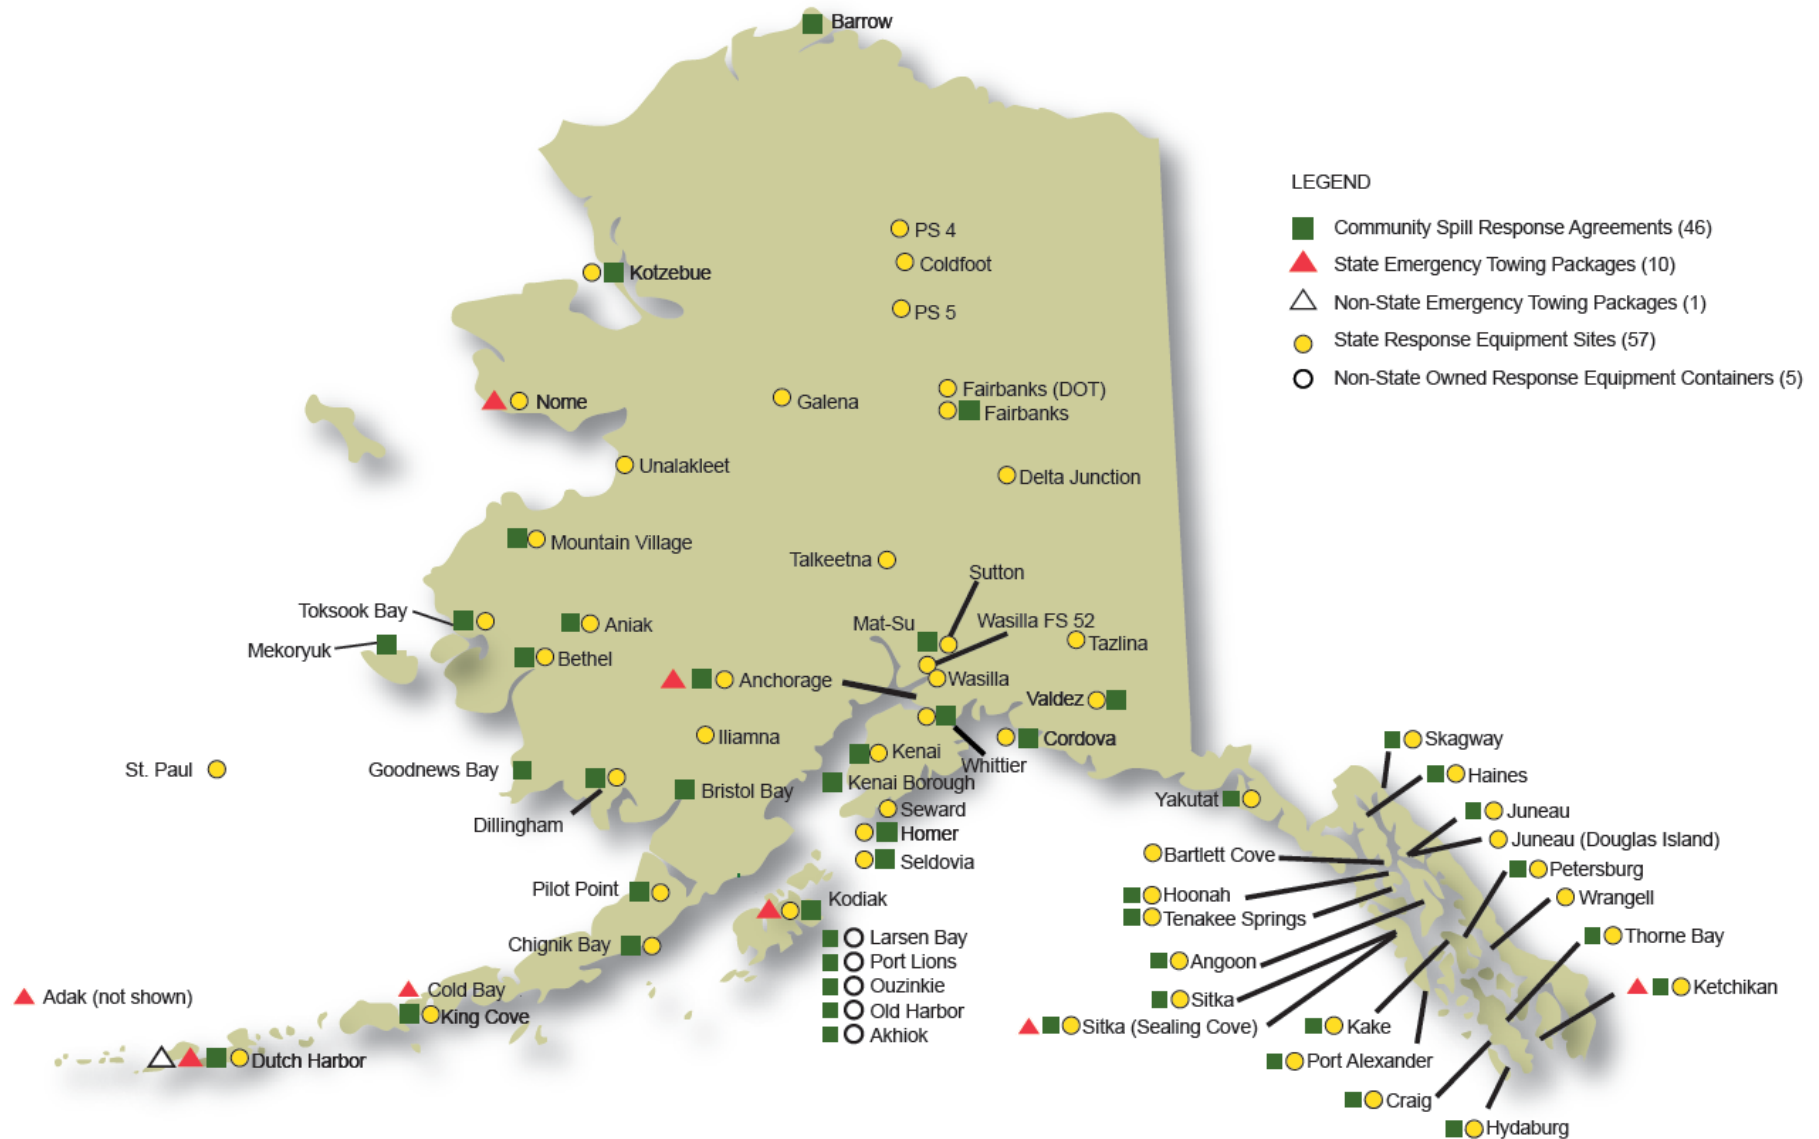 Barrow
LEGEND
Community Spill Response Agreements (46)
State Emergency Towing Packages (10)
Non-State Emergency Towing Packages (1)
State Response Equipment Sites (57)
Non-State Owned Response Equipment Containers (5)
PS 4
Coldfoot
Kotzebue
PS 5
Fairbanks (DOT)
Nome
Galena
Fairbanks
Unalakleet
Delta Junction
Mountain Village
Talkeetna
Sutton
Toksook Bay
Aniak
Mat-Su
Wasilla FS 52
Tazlina
Mekoryuk
Bethel
Anchorage
Wasilla
Valdez
Iliamna
Cordova
Skagway
Kenai
Whittier
St. Paul
Goodnews Bay
Haines
Bristol Bay
Kenai Borough
Yakutat
Seward
Juneau
Dillingham
Homer
Juneau (Douglas Island)
Bartlett Cove
Seldovia
Petersburg
Pilot Point
Kodiak
Hoonah
Wrangell
Tenakee Springs
Larsen Bay
Thorne Bay
Chignik Bay
Port Lions
Angoon
Cold Bay
Ouzinkie
Ketchikan
Adak (not shown)
Sitka
King Cove
Old Harbor
Sitka (Sealing Cove)
Kake
Akhiok
Dutch Harbor
Port Alexander
Craig
Hydaburg